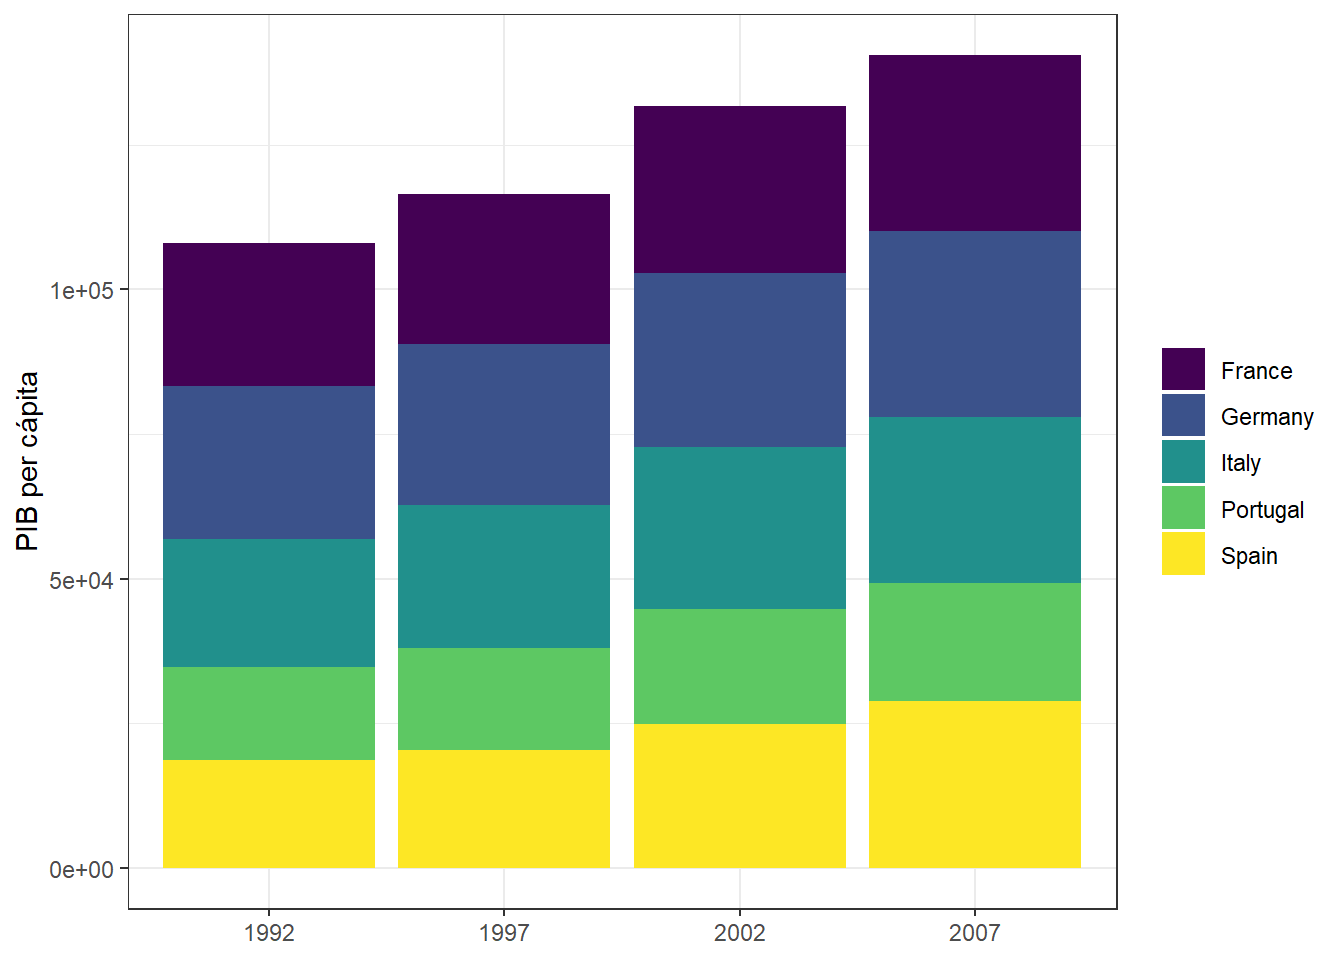 PIB per cápita
1e+05
5e+04
0e+00
1992
1997
2002
2007
France
Germany
Italy
Portugal
Spain